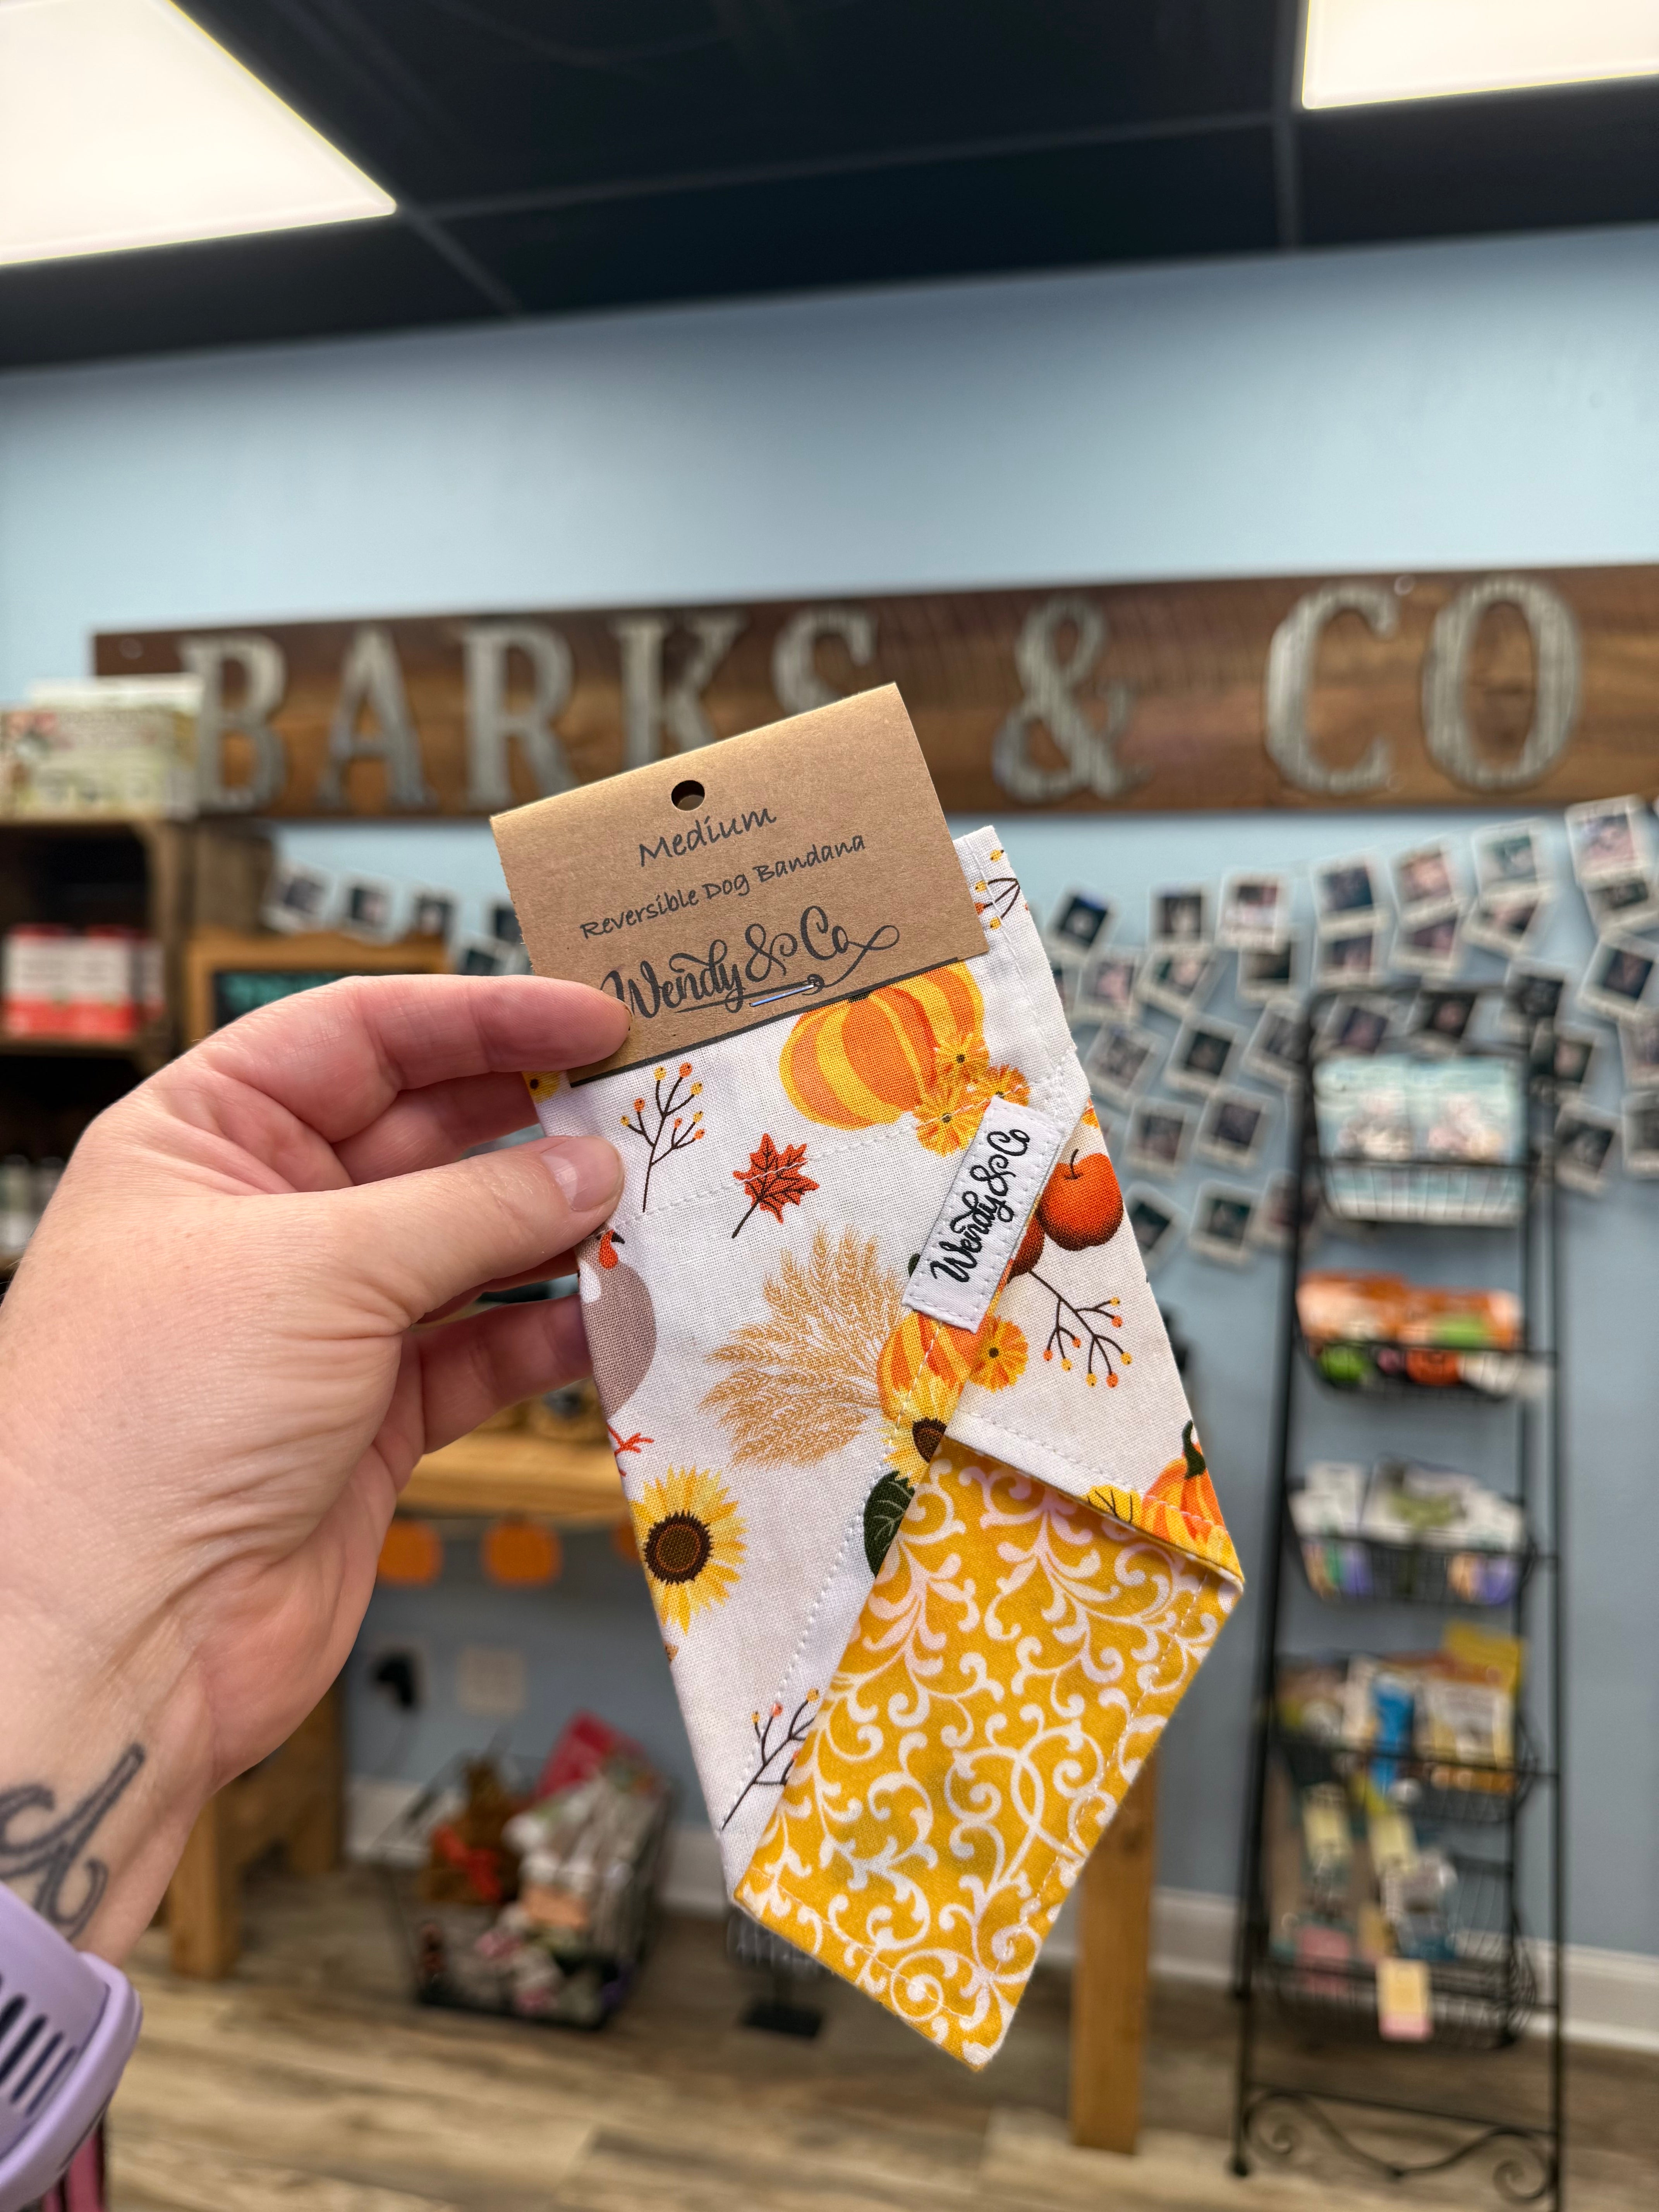 BARKS & CO
Medium
Reversible Dog Bandana
Wendy & Co
Wendy & Co